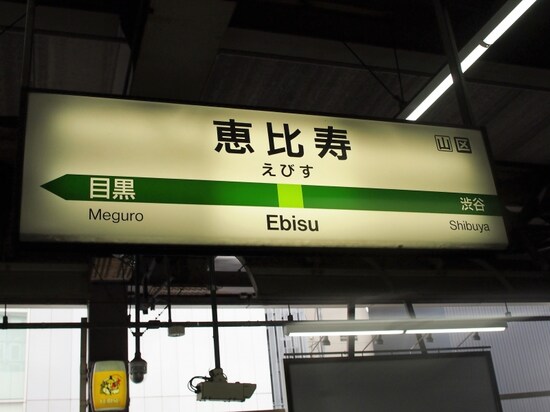 恵比寿
山 区
えびす
目黒
渋谷
Meguro
Ebisu
Shibuya